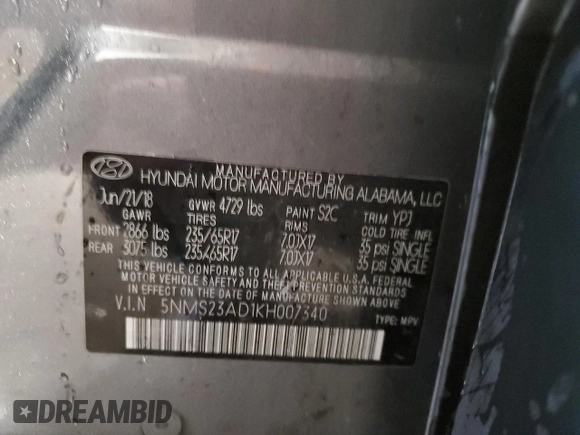 MANUFACTURED BY
HYUNDAI MOTOR MANUFACTURING ALABAMA, LLC
Jun/21/18 GVWR 4729 lbs PAINT S2C TRIM YPJ
GAWR TIRES RIMS COLD TIRE INFL
FRONT 2866 lbs 235/65R17 7.0JX17 35 psi SINGLE
REAR 3075 lbs 235/65R17 7.0JX17 35 psi SINGLE
THIS VEHICLE CONFORMS TO ALL APPLICABLE U.S.A. FEDERAL
MOTOR VEHICLE SAFETY AND THEFT PREVENTION STANDARDS
IN EFFECT ON THE DATE OF MANUFACTURE SHOWN ABOVE.
V.I.N 5NMS23AD1KH007340
TYPE: MPV
DREAMBID